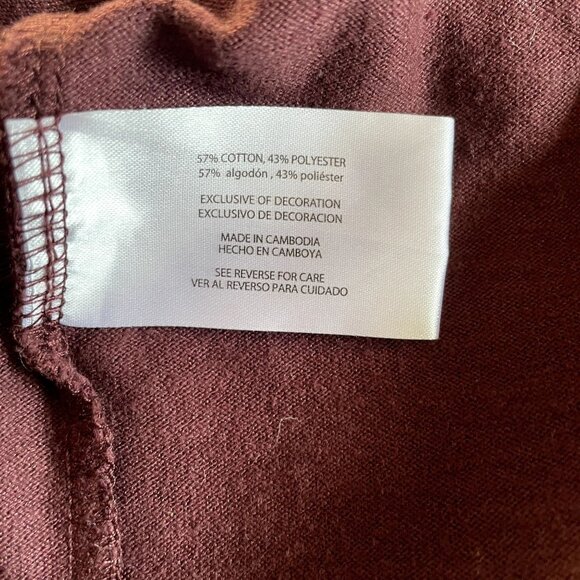 57% COTTON, 43% POLYESTER
57% algodón , 43% poliéster
EXCLUSIVE OF DECORATION
EXCLUSIVO DE DECORACION
MADE IN CAMBODIA
HECHO EN CAMBOYA
SEE REVERSE FOR CARE
VER AL REVERSO PARA CUIDADO